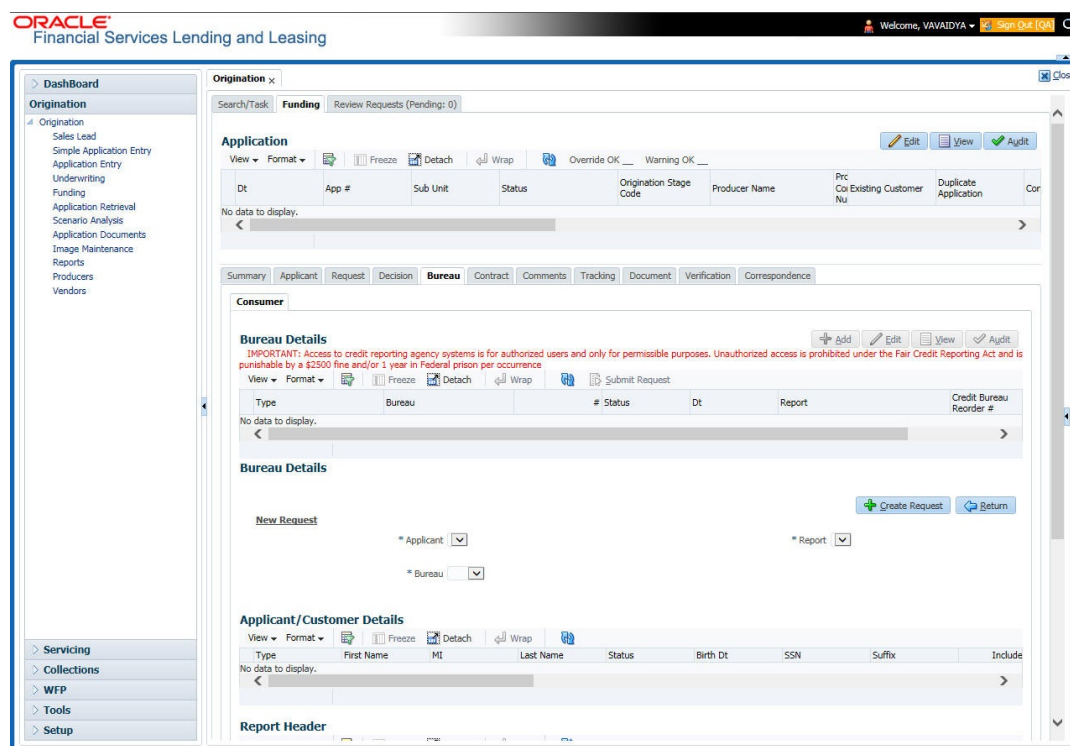 ORACLE
Financial Services Lending and Leasing
Welcome, VAVAIDYA Sign Out [QA]
Clos
DashBoard
Origination
Origination
Sales Lead
Simple Application Entry
Application Entry
Underwriting
Funding
Application Retrieval
Scenario Analysis
Application Documents
Image Maintenance
Reports
Producers
Vendors
Servicing
Collections
WFP
Tools
Setup
Origination x
Search/Task Funding Review Requests (Pending: 0)
Application
Edit View Audit
View Format Freeze Detach Wrap Override OK __ Warning OK __
Dt App # Sub Unit Status Origination Stage Code Producer Name Prc Coi Nu Existing Customer Duplicate Application Cor
No data to display.
Summary Applicant Request Decision Bureau Contract Comments Tracking Document Verification Correspondence
Consumer
Bureau Details
Add Edit View Audit
IMPORTANT: Access to credit reporting agency systems is for authorized users and only for permissible purposes. Unauthorized access is prohibited under the Fair Credit Reporting Act and is
punishable by a $2500 fine and/or 1 year in Federal prison per occurrence
View Format Freeze Detach Wrap Submit Request
Type Bureau # Status Dt Report Credit Bureau Reorder #
No data to display.
Bureau Details
Create Request Return
New Request
* Applicant * Report
* Bureau
Applicant/Customer Details
View Format Freeze Detach Wrap
Type First Name MI Last Name Status Birth Dt SSN Suffix Include
No data to display.
Report Header